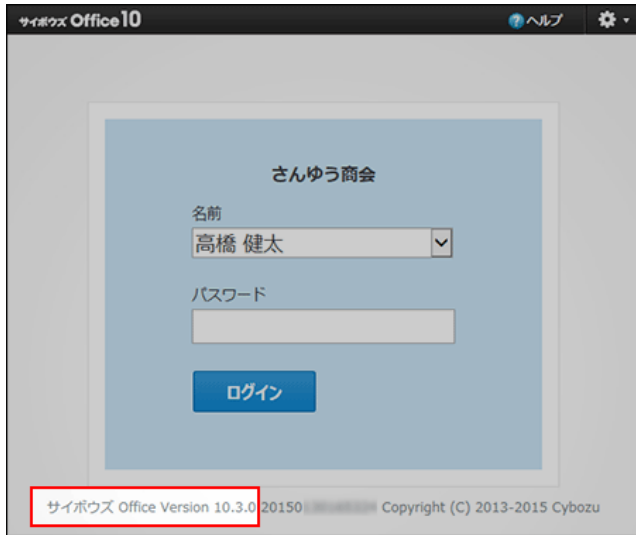 サイボウズ Office 10
ヘルプ
さんゆう商会
名前
高橋 健太
パスワード
ログイン
サイボウズ Office Version 10.3.0 20150 Copyright (C) 2013-2015 Cybozu